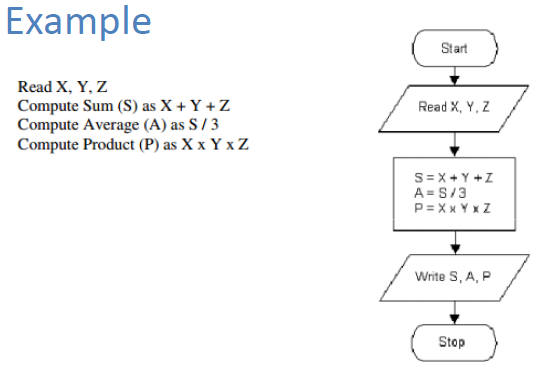 Example
Read X, Y, Z
Compute Sum (S) as X + Y + Z
Compute Average (A) as S / 3
Compute Product (P) as X x Y x Z
Start
Read X, Y, Z
S = X + Y + Z
A = S / 3
P = X x Y x Z
Write S, A, P
Stop